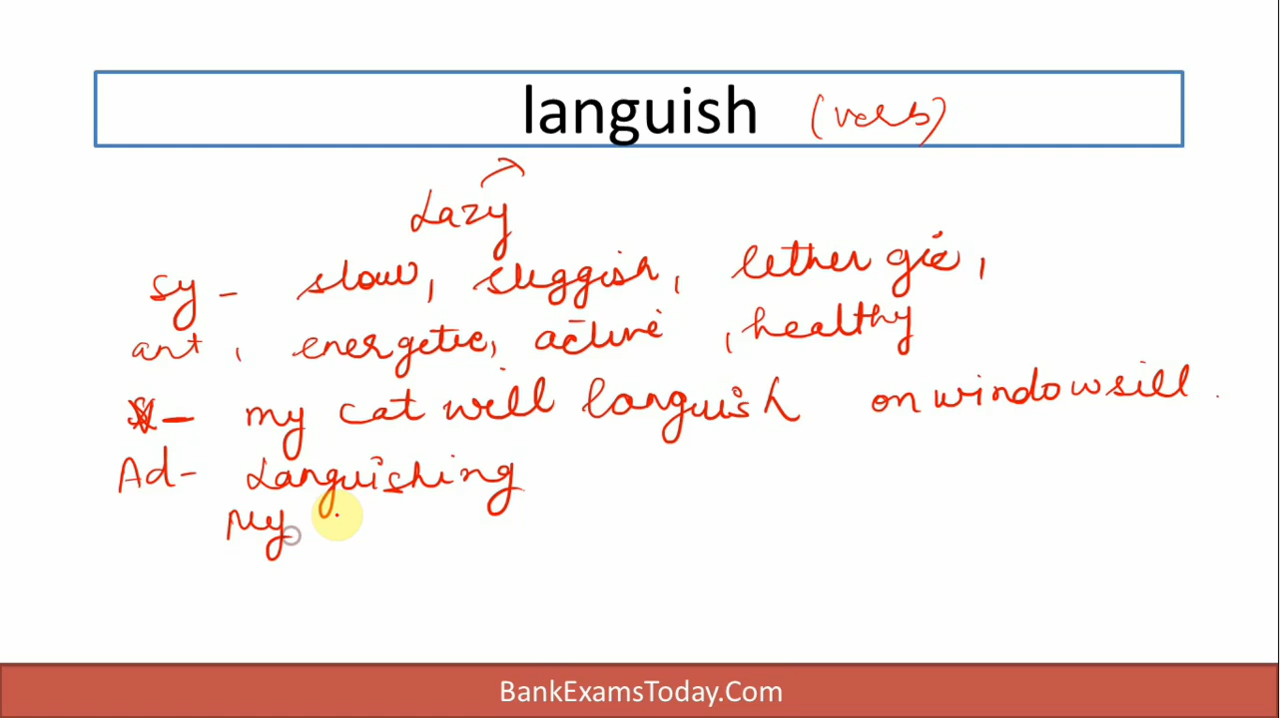 languish (verb)
Lazy
Sy - slow, sluggish, lethergic,
ant, energetic, active, healthy
- my cat will languish on windowsill.
Ad- Languishing
My
BankExamsToday.Com